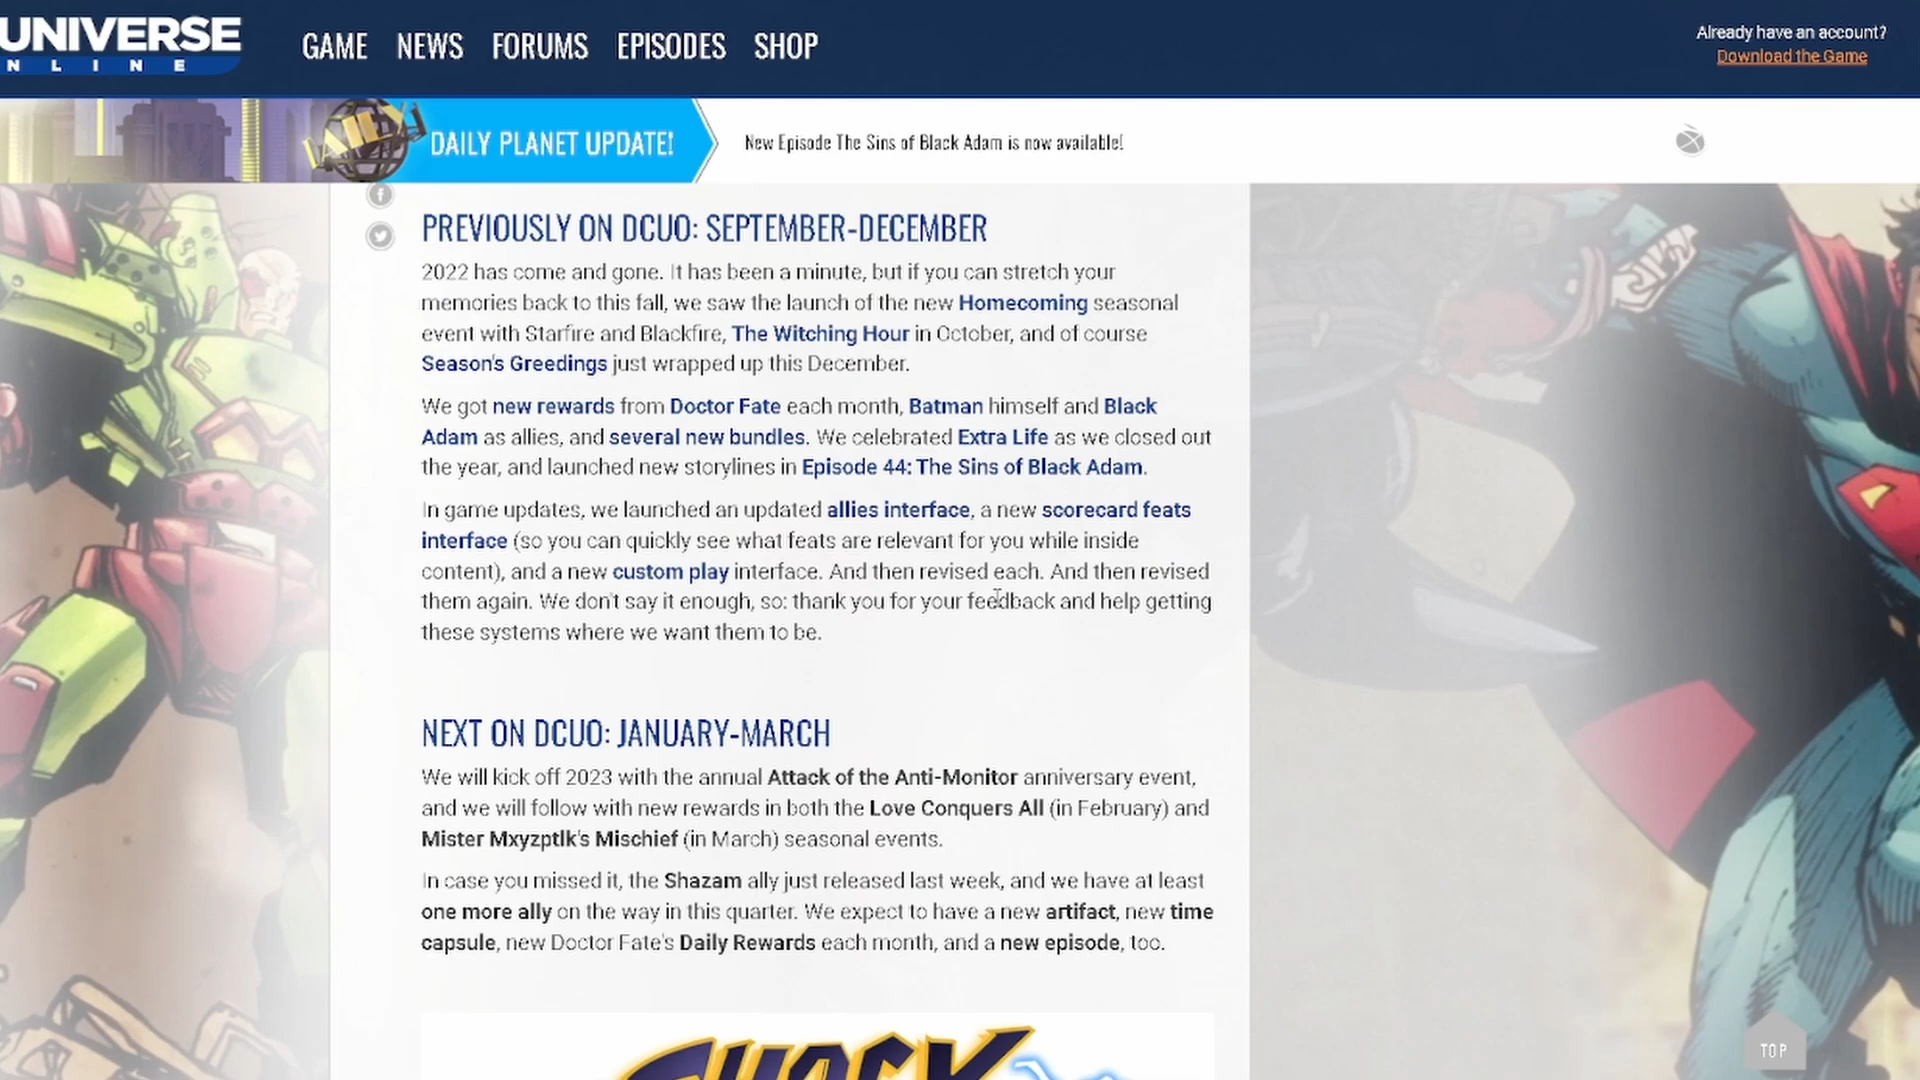 UNIVERSE
NLINE
GAME NEWS FORUMS EPISODES SHOP
Already have an account?
Download the Game
DAILY
DAILY PLANET UPDATE!
New Episode The Sins of Black Adam is now available!
PREVIOUSLY ON DCUO: SEPTEMBER-DECEMBER
2022 has come and gone. It has been a minute, but if you can stretch your
memories back to this fall, we saw the launch of the new Homecoming seasonal
event with Starfire and Blackfire, The Witching Hour in October, and of course
Season's Greedings just wrapped up this December.
We got new rewards from Doctor Fate each month, Batman himself and Black
Adam as allies, and several new bundles. We celebrated Extra Life as we closed out
the year, and launched new storylines in Episode 44: The Sins of Black Adam.
In game updates, we launched an updated allies interface, a new scorecard feats
interface (so you can quickly see what feats are relevant for you while inside
content), and a new custom play interface. And then revised each. And then revised
them again. We don't say it enough, so: thank you for your feedback and help getting
these systems where we want them to be.
NEXT ON DCUO: JANUARY-MARCH
We will kick off 2023 with the annual Attack of the Anti-Monitor anniversary event,
and we will follow with new rewards in both the Love Conquers All (in February) and
Mister Mxyzptlk's Mischief (in March) seasonal events.
In case you missed it, the Shazam ally just released last week, and we have at least
one more ally on the way in this quarter. We expect to have a new artifact, new time
capsule, new Doctor Fate's Daily Rewards each month, and a new episode, too.
TOP